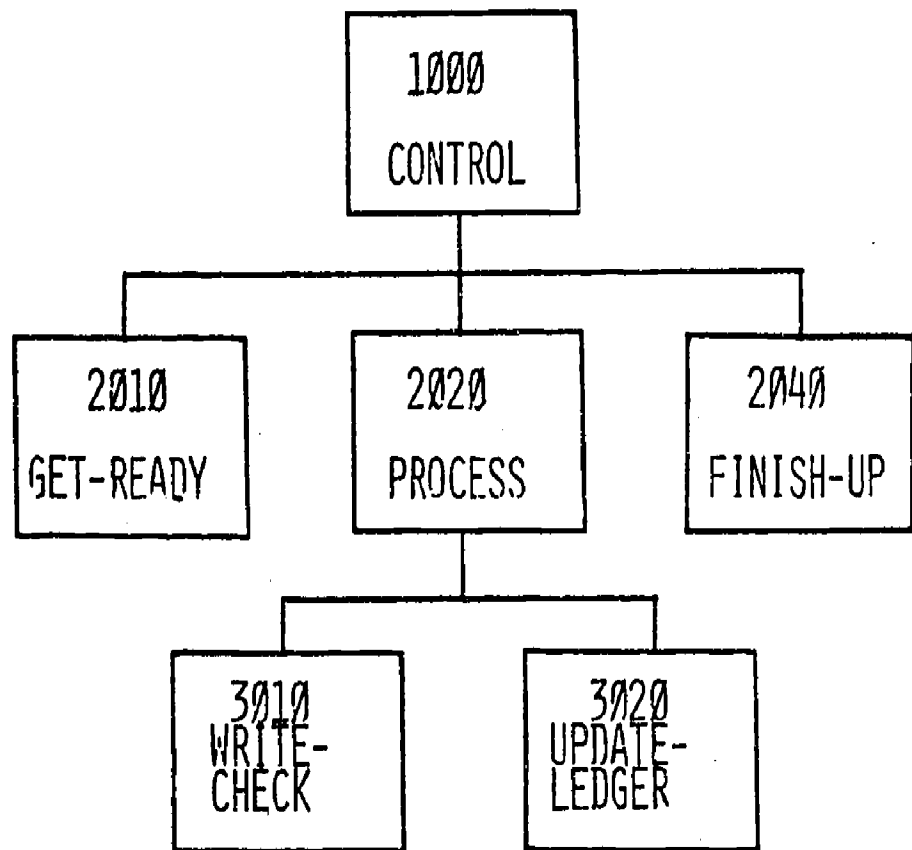 1000
CONTROL
2010
GET-READY
2020
PROCESS
2040
FINISH-UP
3010
WRITE-
CHECK
3020
UPDATE-
LEDGER